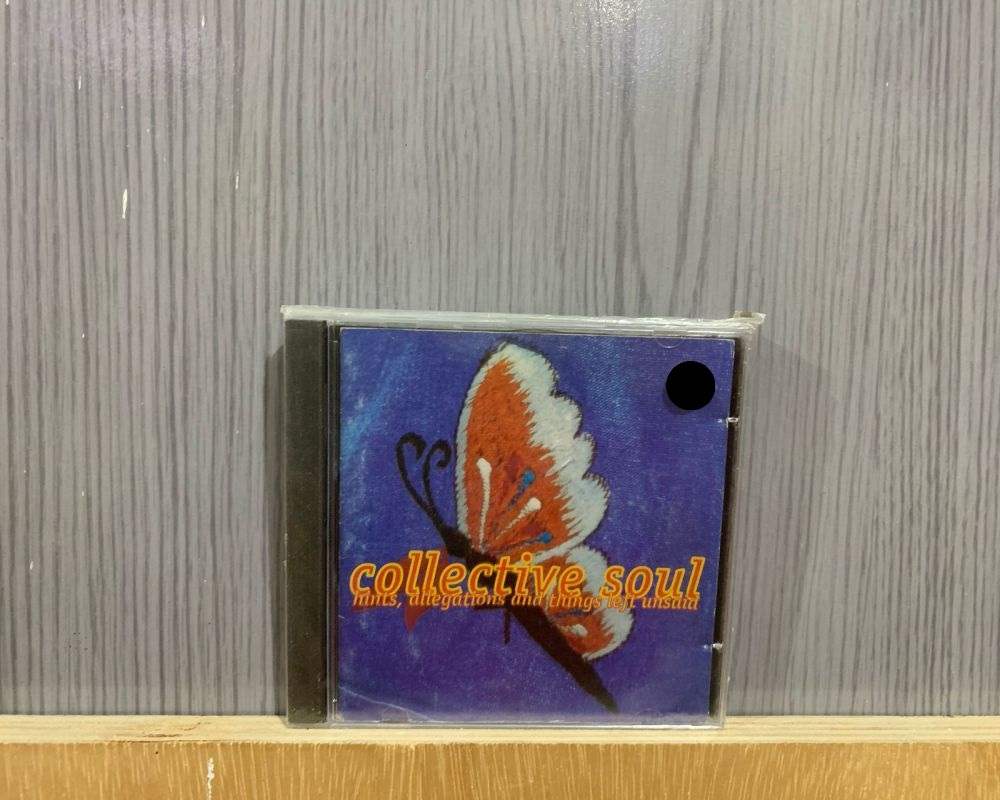 collective soul
hints, allegations and things left unsaid